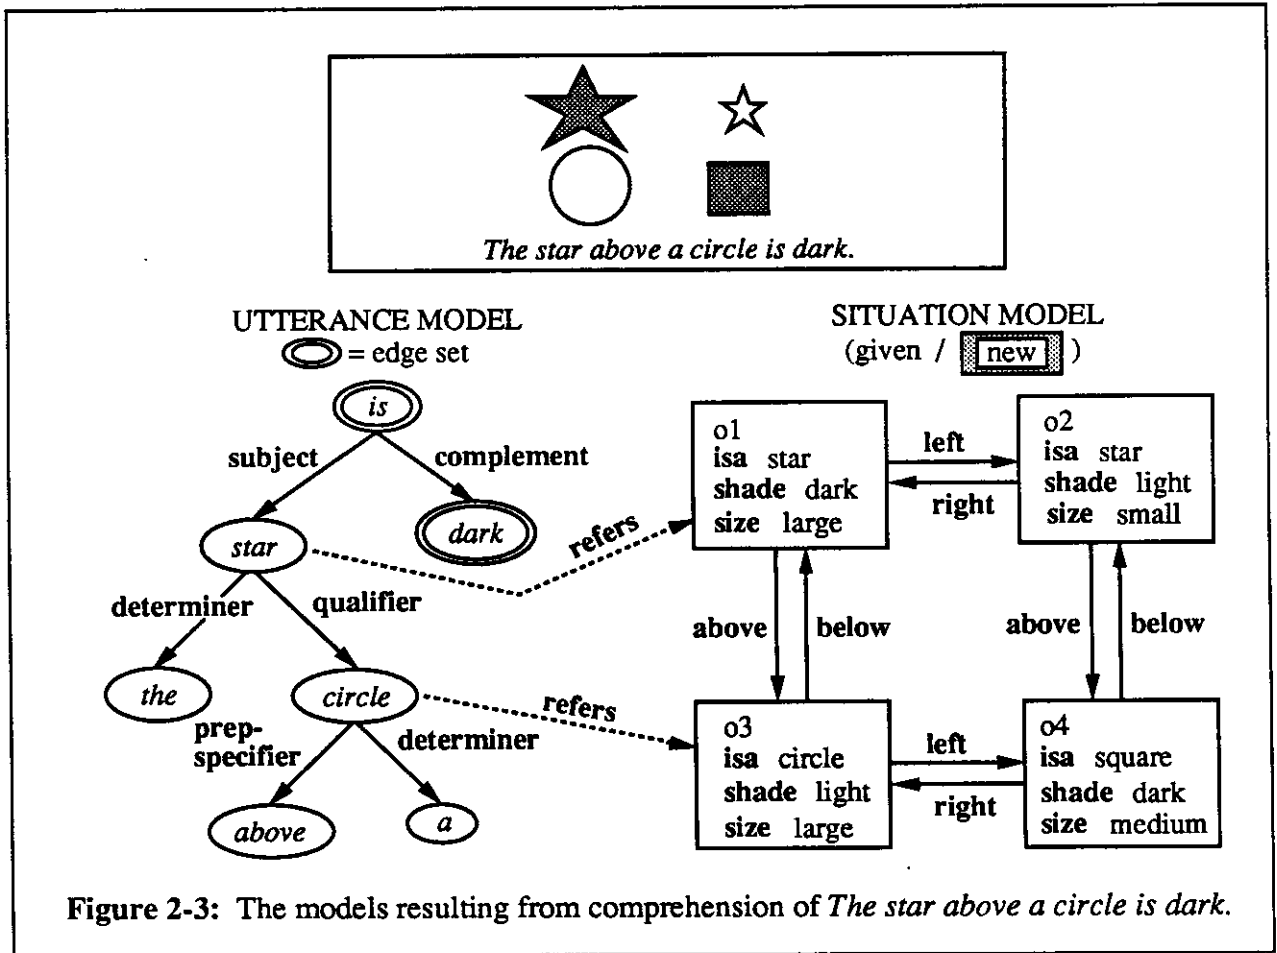 The star above a circle is dark.
UTTERANCE MODEL
= edge set
is
subject
complement
star
dark
determiner
qualifier
the
circle
prep-
specifier
determiner
above
a
refers
refers
SITUATION MODEL
(given / new )
o1
isa star
shade dark
size large
left
right
o2
isa star
shade light
size small
above
below
above
below
o3
isa circle
shade light
size large
left
right
o4
isa square
shade dark
size medium
Figure 2-3: The models resulting from comprehension of The star above a circle is dark.